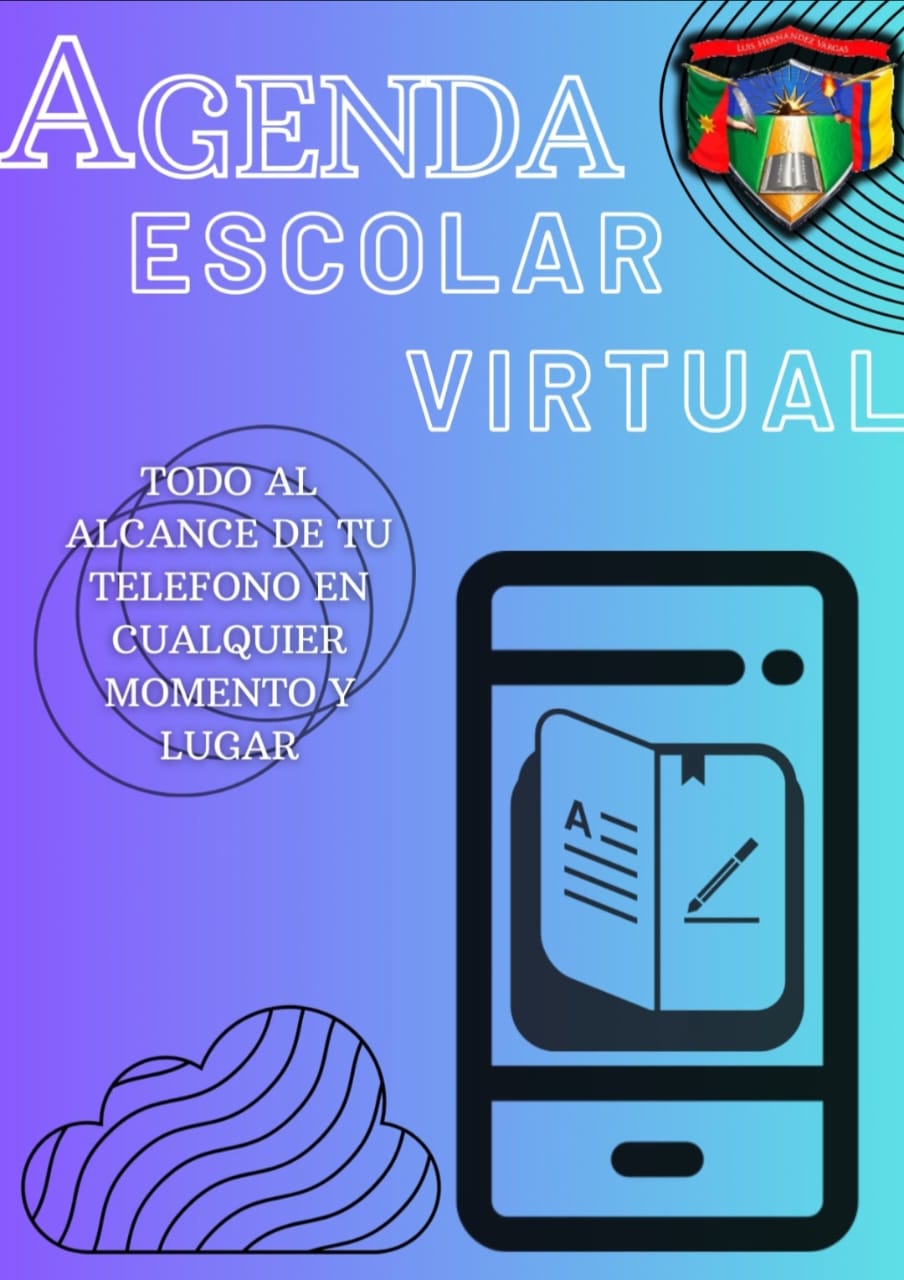 AGENDA
LUIS HERNANDEZ VARGAS
ESCOLAR
VIRTUAL
TODO AL
ALCANCE DE TU
TELEFONO EN
CUALQUIER
MOMENTO Y
LUGAR
A